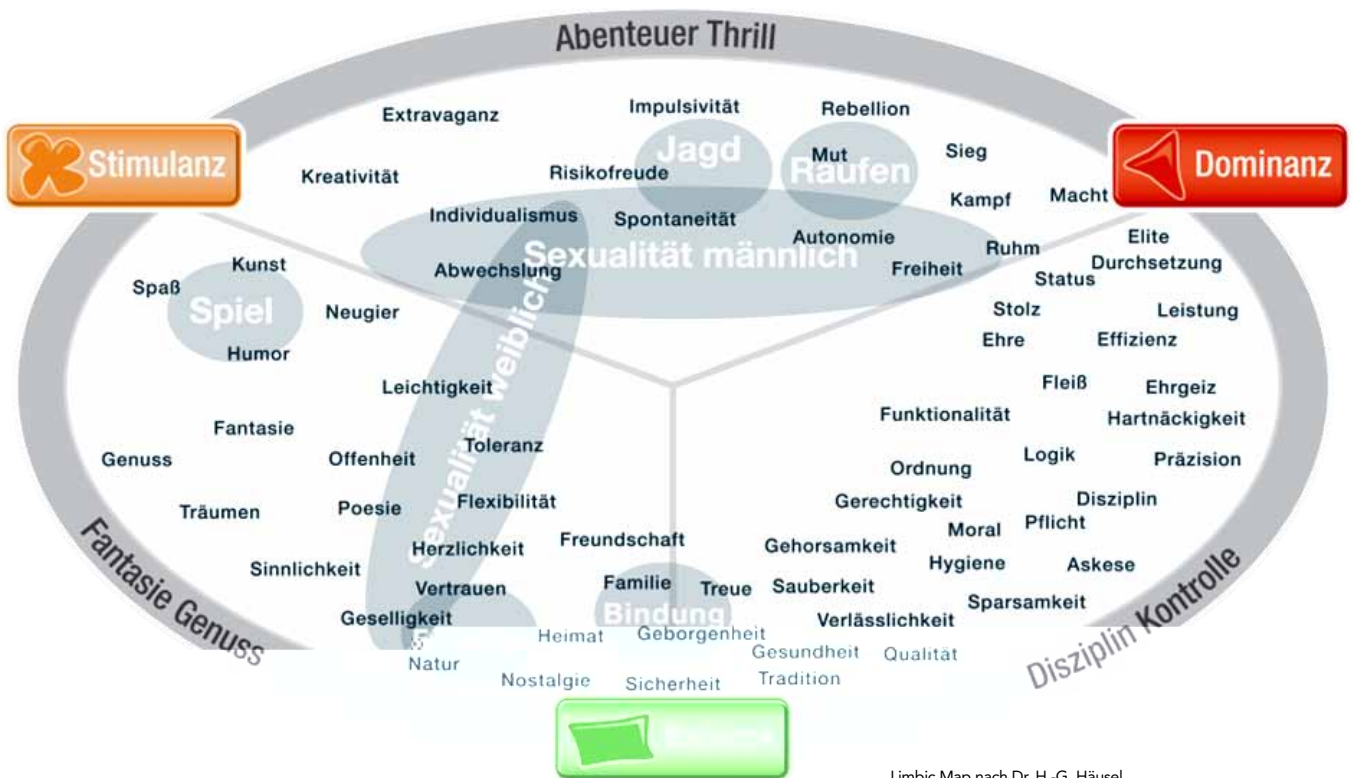 Abenteuer Thrill
Stimulanz
Dominanz
Extravaganz
Impulsivität
Rebellion
Jagd
Mut
Raufen
Sieg
Kreativität
Risikofreude
Kampf
Macht
Individualismus
Spontaneität
Autonomie
Ruhm
Elite
Sexualität männlich
Durchsetzung
Kunst
Abwechslung
Freiheit
Status
Spaß
Spiel
Neugier
Stolz
Leistung
Humor
Ehre
Effizienz
Sexualität weiblich
Leichtigkeit
Fleiß
Ehrgeiz
Funktionalität
Hartnäckigkeit
Fantasie
Toleranz
Genuss
Offenheit
Ordnung
Logik
Präzision
Träumen
Poesie
Flexibilität
Gerechtigkeit
Disziplin
Moral
Pflicht
Herzlichkeit
Freundschaft
Gehorsamkeit
Hygiene
Askese
Sinnlichkeit
Vertrauen
Familie
Treue
Sauberkeit
Sparsamkeit
Geselligkeit
Bindung
Verlässlichkeit
Fantasie Genuss
Disziplin Kontrolle
Heimat
Geborgenheit
Natur
Gesundheit
Qualität
Nostalgie
Sicherheit
Tradition
Limbic Map nach Dr. H.-G. Häusel